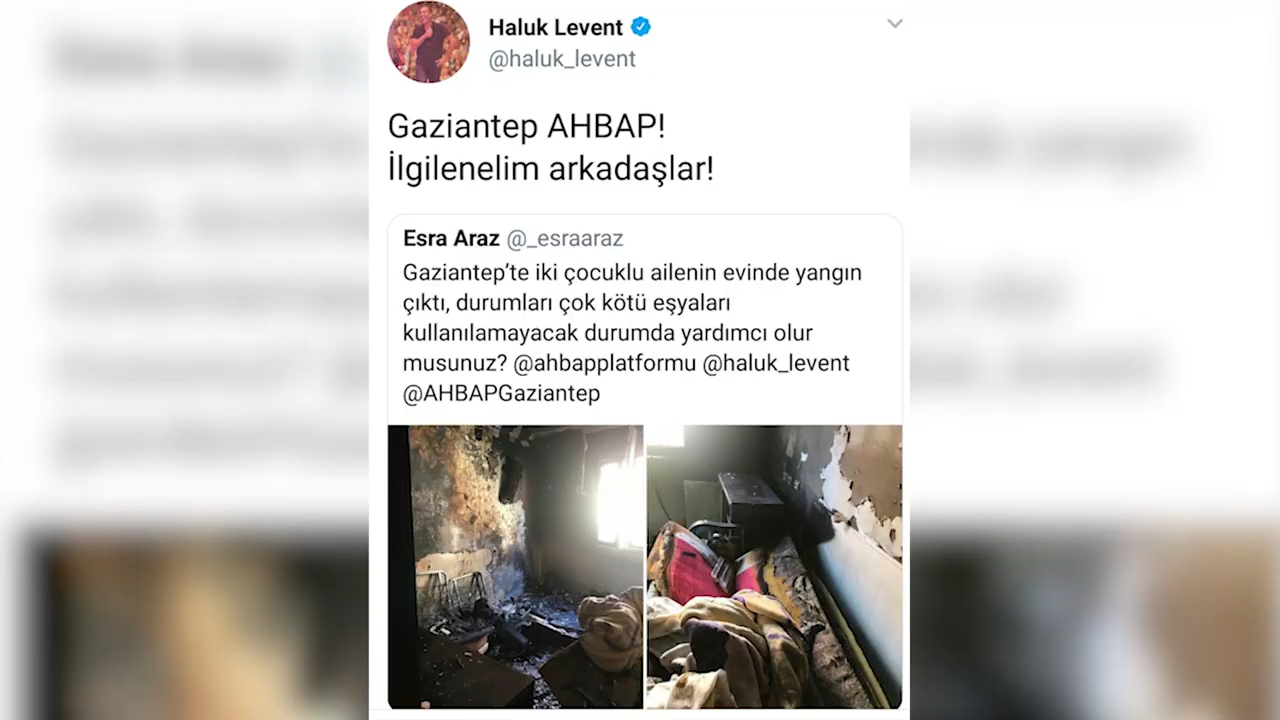 Haluk Levent
@haluk_levent
Gaziantep AHBAP!
İlgilenelim arkadaşlar!
Esra Araz @_esraaraz
Gaziantep’te iki çocuklu ailenin evinde yangın
çıktı, durumları çok kötü eşyaları
kullanılamayacak durumda yardımcı olur
musunuz? @ahbapplatformu @haluk_levent
@AHBAPGaziantep